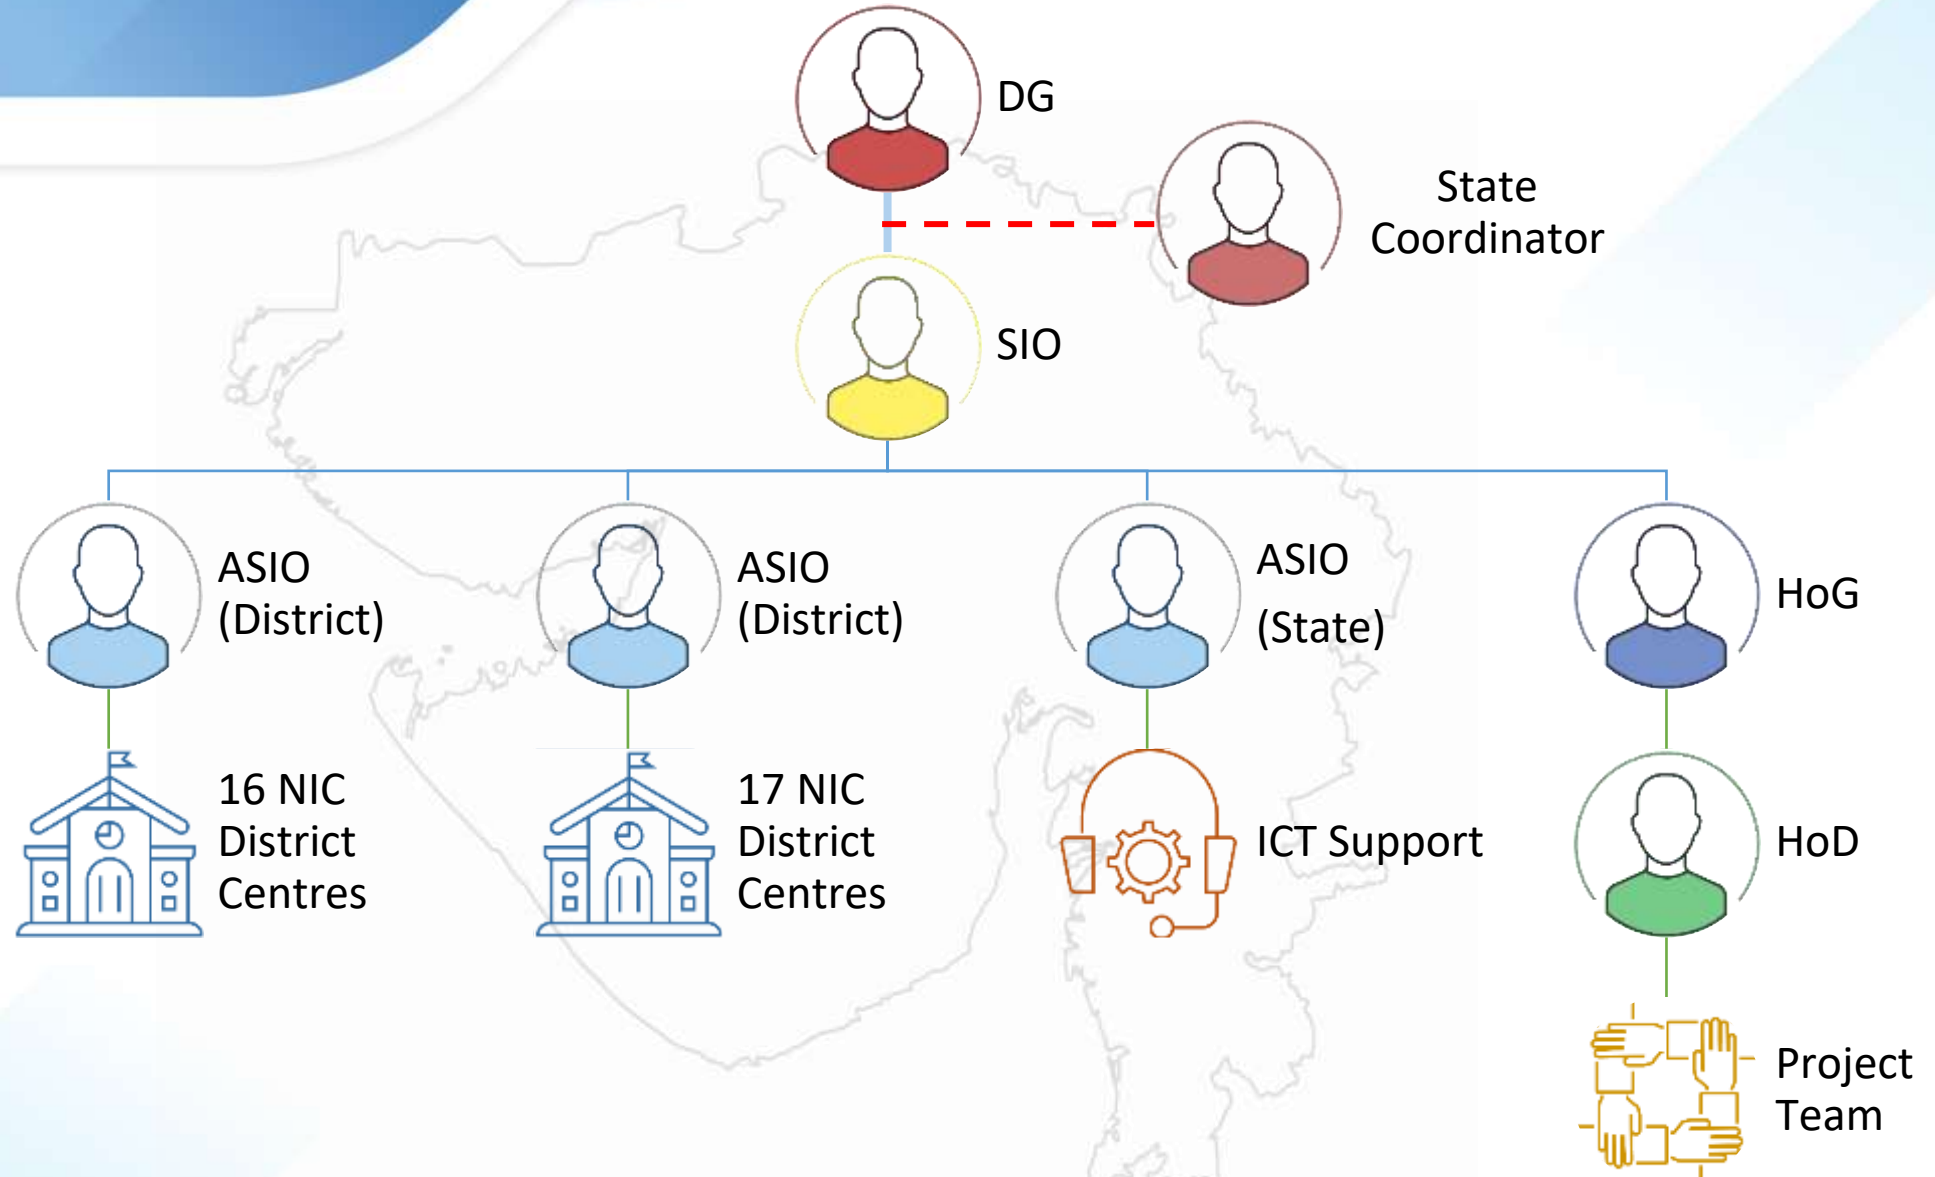 DG
State
Coordinator
SIO
ASIO
(District)
ASIO
(District)
ASIO
(State)
HoG
16 NIC
District
Centres
17 NIC
District
Centres
ICT Support
HoD
Project
Team